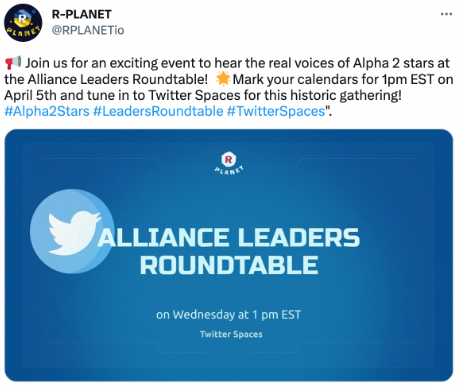 R-PLANET
@RPLANETio
📢 Join us for an exciting event to hear the real voices of Alpha 2 stars at
the Alliance Leaders Roundtable! 🌟Mark your calendars for 1pm EST on
April 5th and tune in to Twitter Spaces for this historic gathering!
#Alpha2Stars #LeadersRoundtable #TwitterSpaces".
R
PLANET
ALLIANCE LEADERS
ROUNDTABLE
on Wednesday at 1 pm EST
Twitter Spaces